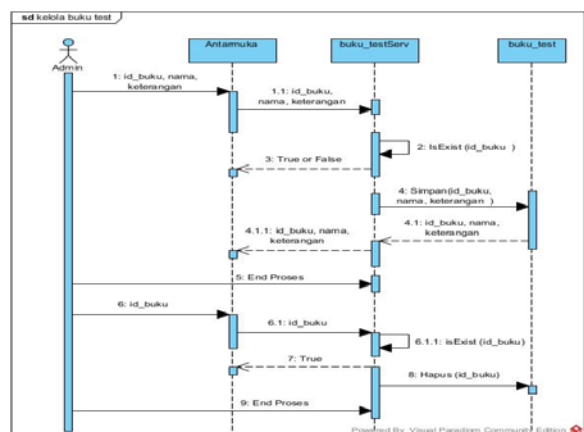 sd kelola buku test
Antarmuka
buku_testServ
buku_test
Admin
1: id_buku, nama,
keterangan
1.1: id_buku,
nama, keterangan
2: IsExist (id_buku )
3: True or False
4: Simpan(id_buku,
nama, keterangan )
4.1: id_buku, nama,
keterangan
4.1.1: id_buku, nama,
keterangan
5: End Proses
6: id_buku
6.1: id_buku
6.1.1: isExist (id_buku)
7: True
8: Hapus (id_buku)
9: End Proses
Powered By Visual Paradigm Community Edition